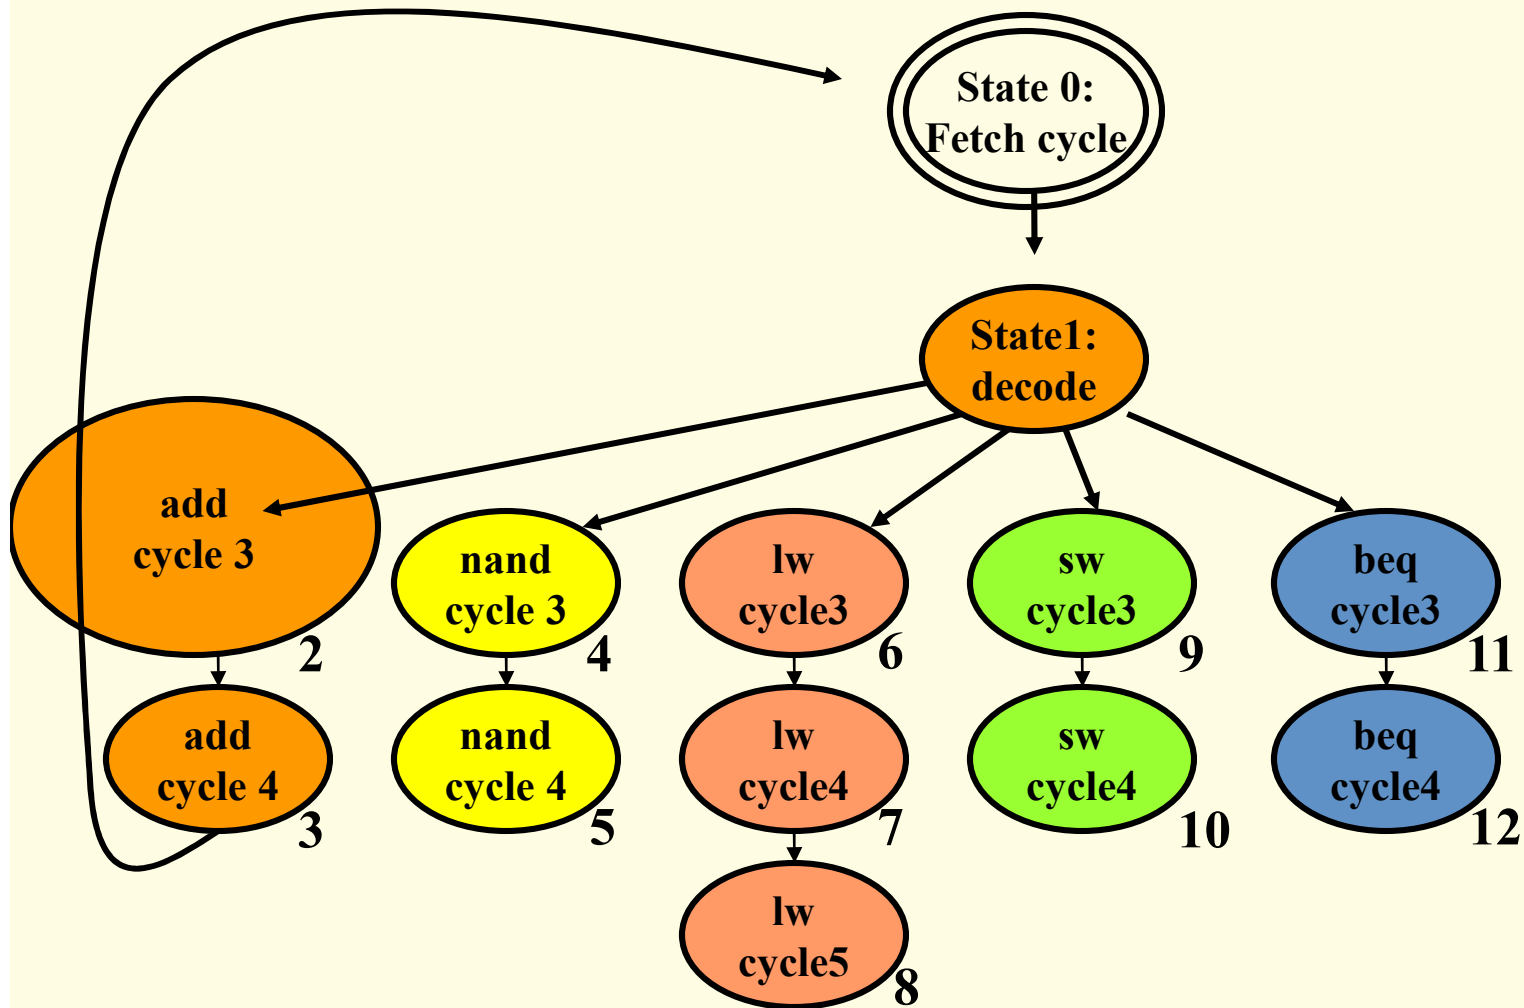 State 0:
Fetch cycle
State1:
decode
add
cycle 3
2
nand
cycle 3
4
lw
cycle3
6
sw
cycle3
9
beq
cycle3
11
add
cycle 4
3
nand
cycle 4
5
lw
cycle4
7
sw
cycle4
10
beq
cycle4
12
lw
cycle5
8